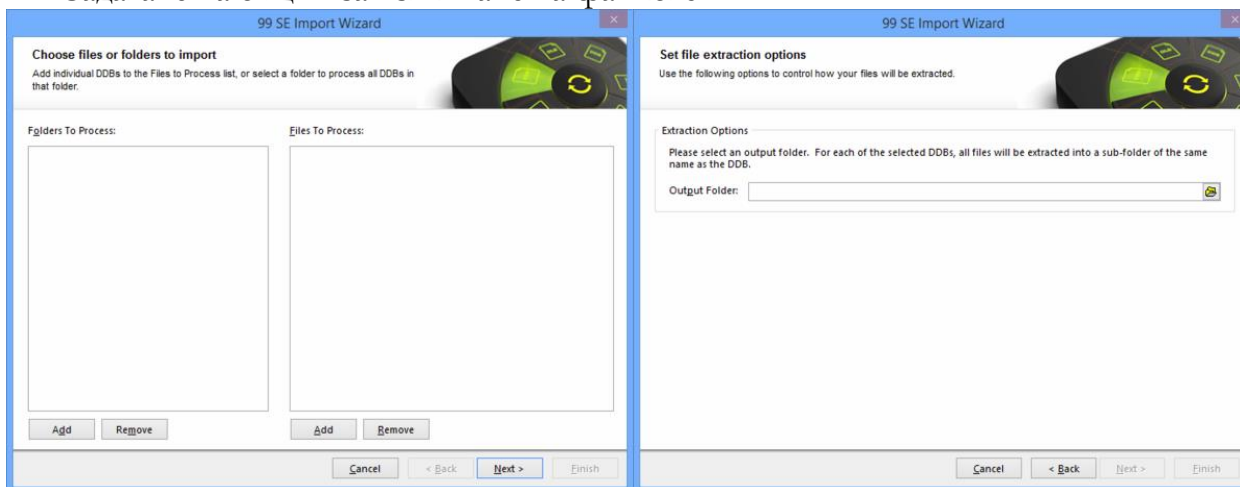 99 SE Import Wizard
Choose files or folders to import
Add individual DDBs to the Files to Process list, or select a folder to process all DDBs in
that folder.
Folders To Process:
Files To Process:
Add
Remove
Add
Remove
Cancel
< Back
Next >
Finish
99 SE Import Wizard
Set file extraction options
Use the following options to control how your files will be extracted.
Extraction Options
Please select an output folder. For each of the selected DDBs, all files will be extracted into a sub-folder of the same
name as the DDB.
Output Folder:
Cancel
< Back
Next >
Finish